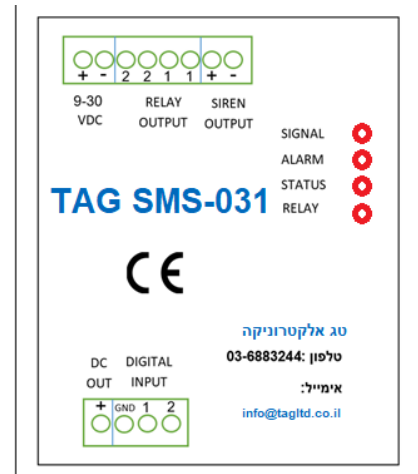 + - 2 2 1 1 + -
9-30 VDC
RELAY OUTPUT
SIREN OUTPUT
SIGNAL
ALARM
STATUS
RELAY
TAG SMS-031
CE
טג אלקטרוניקה
טלפון: 03-6883244
אימייל:
info@tagltd.co.il
DC OUT
DIGITAL INPUT
+ GND 1 2